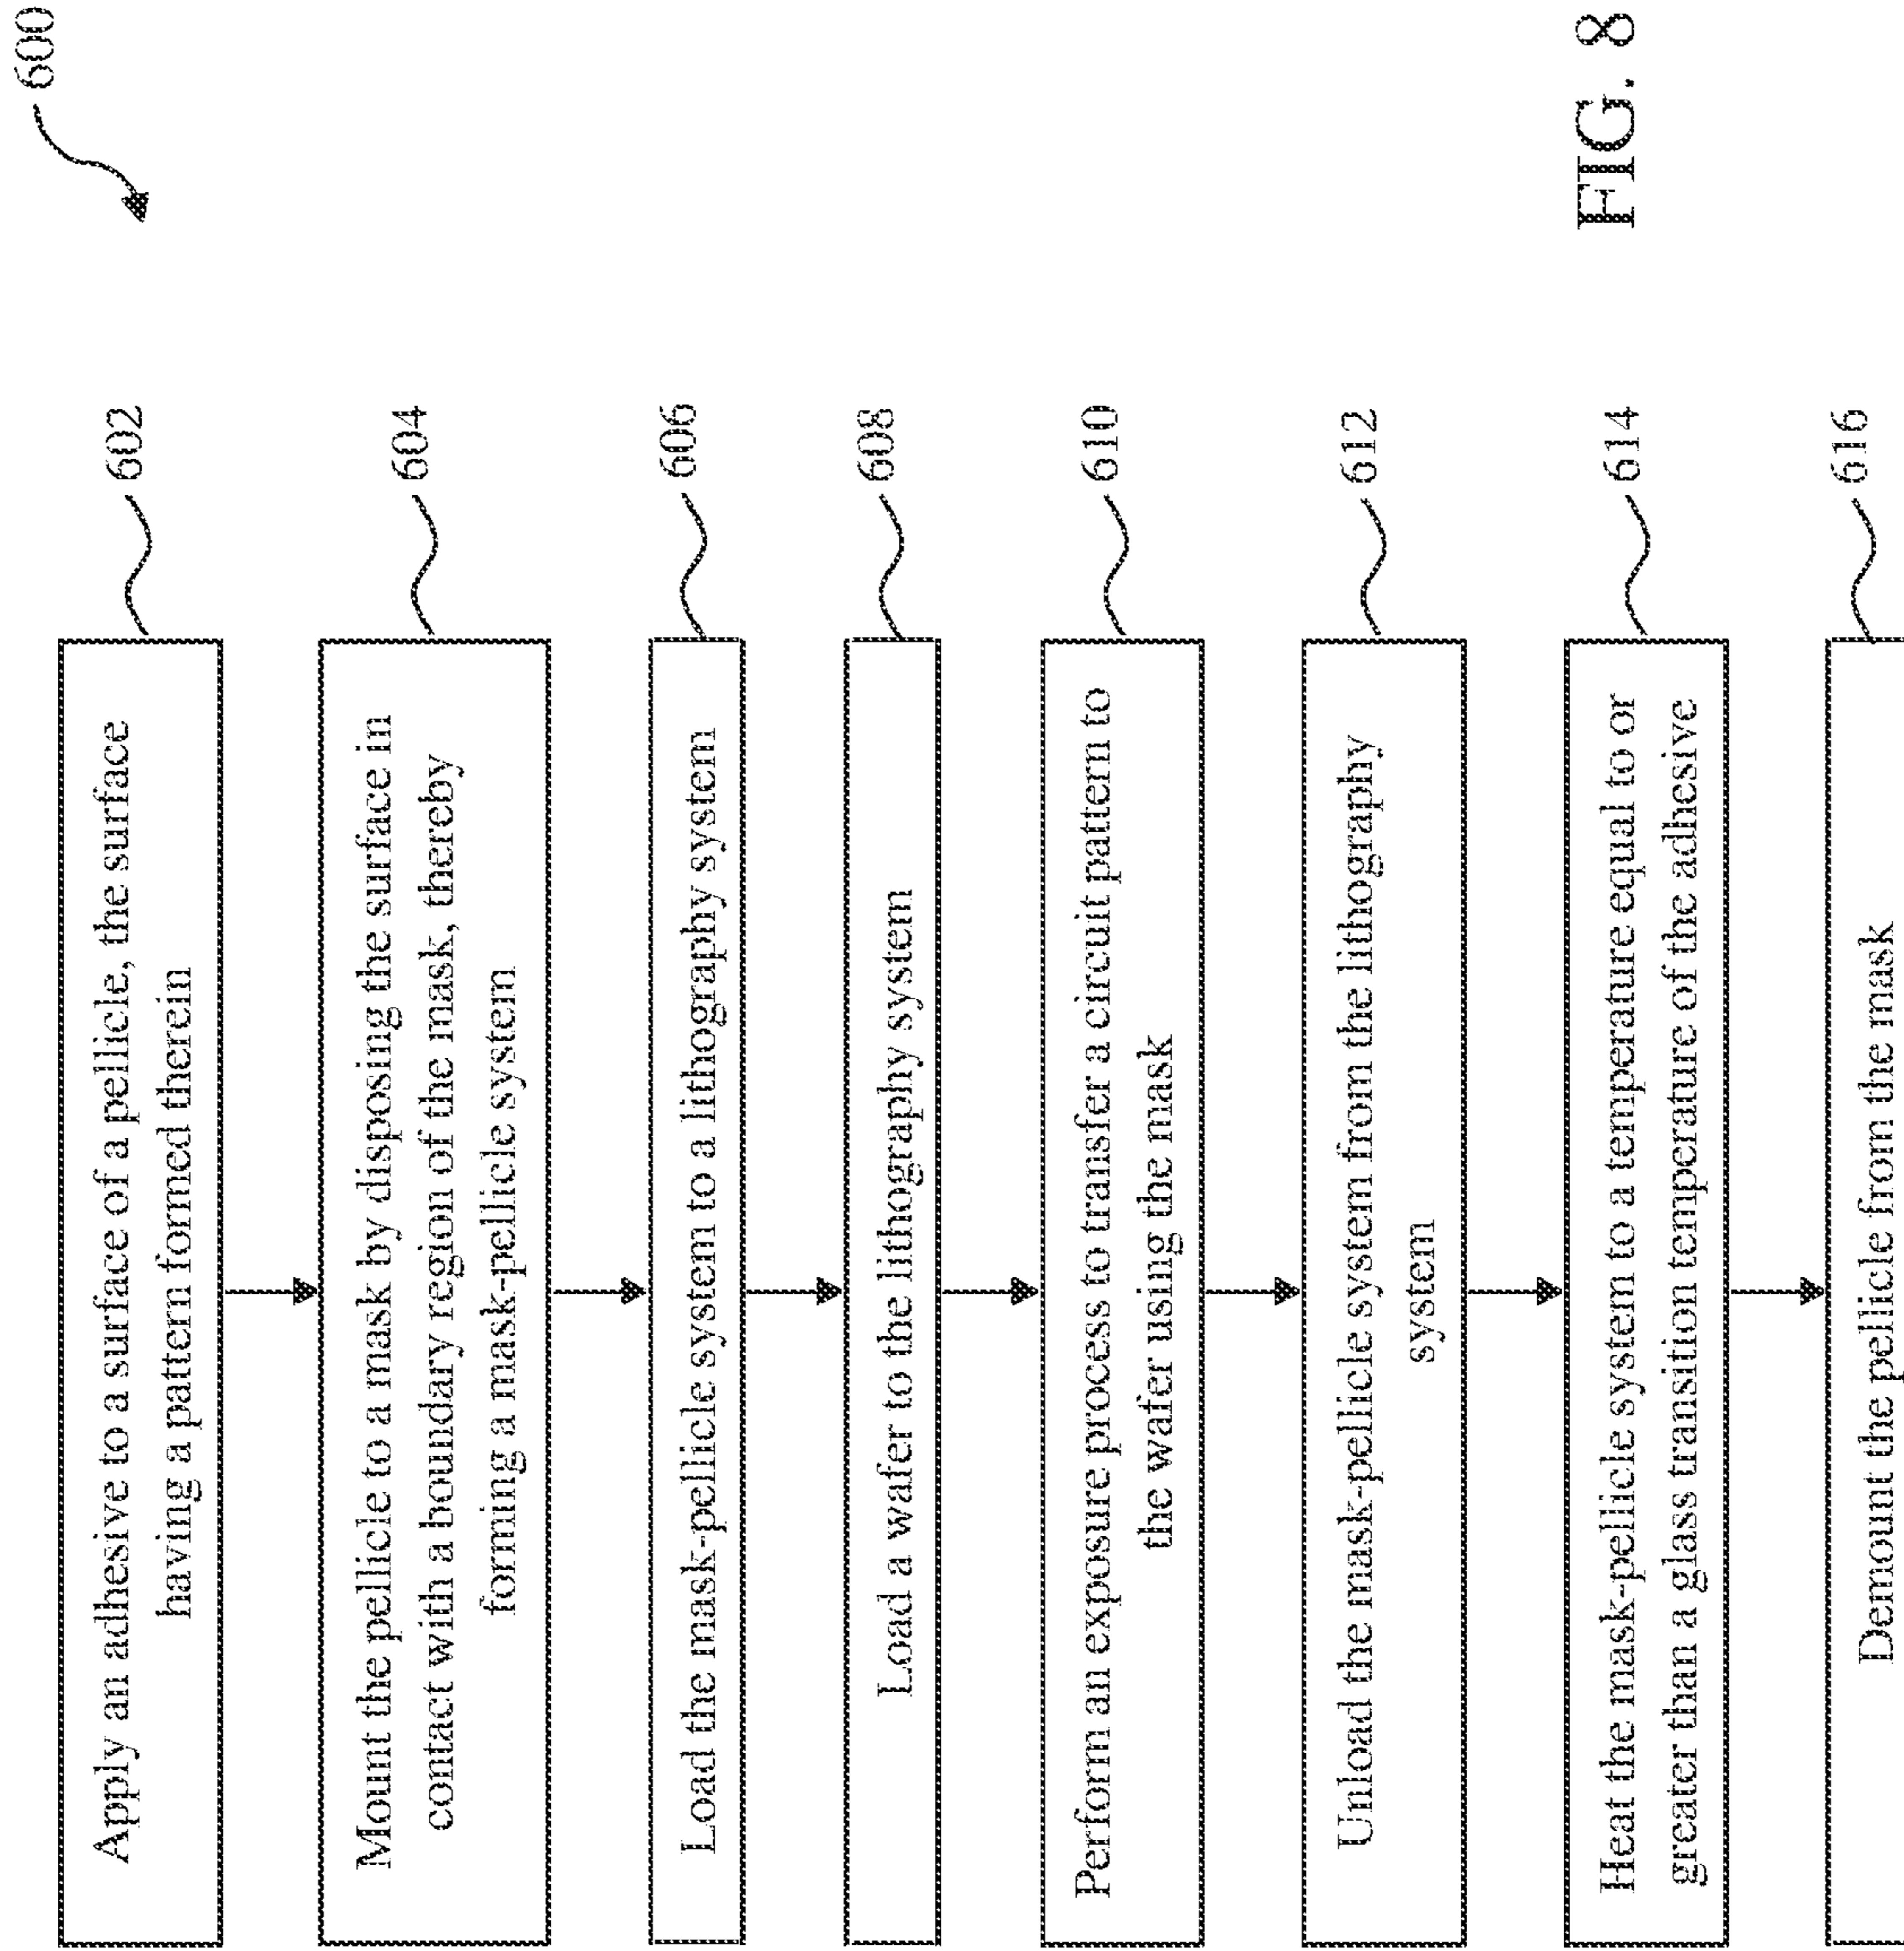 600
Apply an adhesive to a surface of a pellicle, the surface
having a pattern formed therein
602
Mount the pellicle to a mask by disposing the surface in
contact with a boundary region of the mask, thereby
forming a mask-pellicle system
604
Load the mask-pellicle system to a lithography system
606
Load a wafer to the lithography system
608
Perform an exposure process to transfer a circuit pattern to
the wafer using the mask
610
Unload the mask-pellicle system from the lithography
system
612
Heat the mask-pellicle system to a temperature equal to or
greater than a glass transition temperature of the adhesive
614
Demount the pellicle from the mask
616
FIG. 8